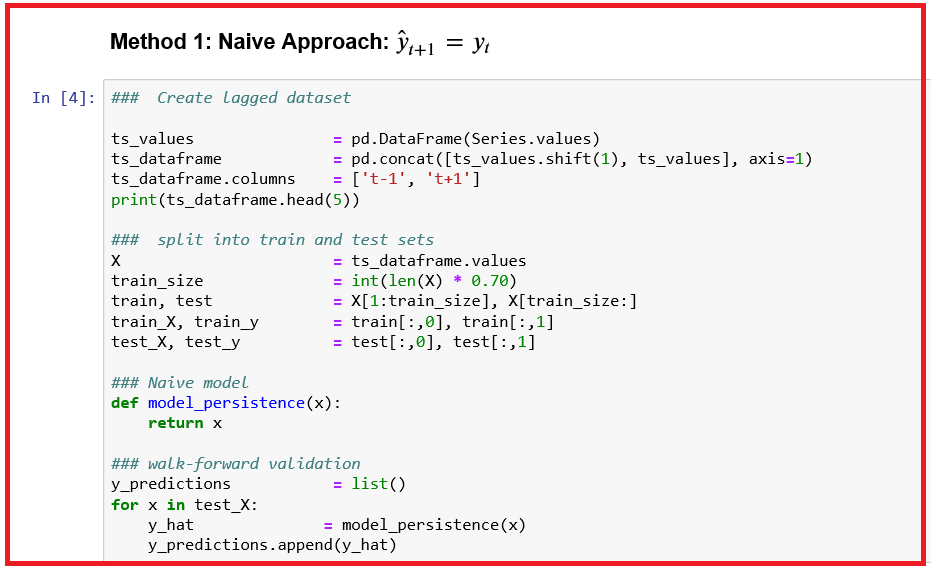 Method 1: Naive Approach: ŷt+1 = yt
In [4]: ### Create lagged dataset
ts_values = pd.DataFrame(Series.values)
ts_dataframe = pd.concat([ts_values.shift(1), ts_values], axis=1)
ts_dataframe.columns = ['t-1', 't+1']
print(ts_dataframe.head(5))
### split into train and test sets
X = ts_dataframe.values
train_size = int(len(X) * 0.70)
train, test = X[1:train_size], X[train_size:]
train_X, train_y = train[:,0], train[:,1]
test_X, test_y = test[:,0], test[:,1]
### Naive model
def model_persistence(x):
    return x
### walk-forward validation
y_predictions = list()
for x in test_X:
    y_hat = model_persistence(x)
    y_predictions.append(y_hat)